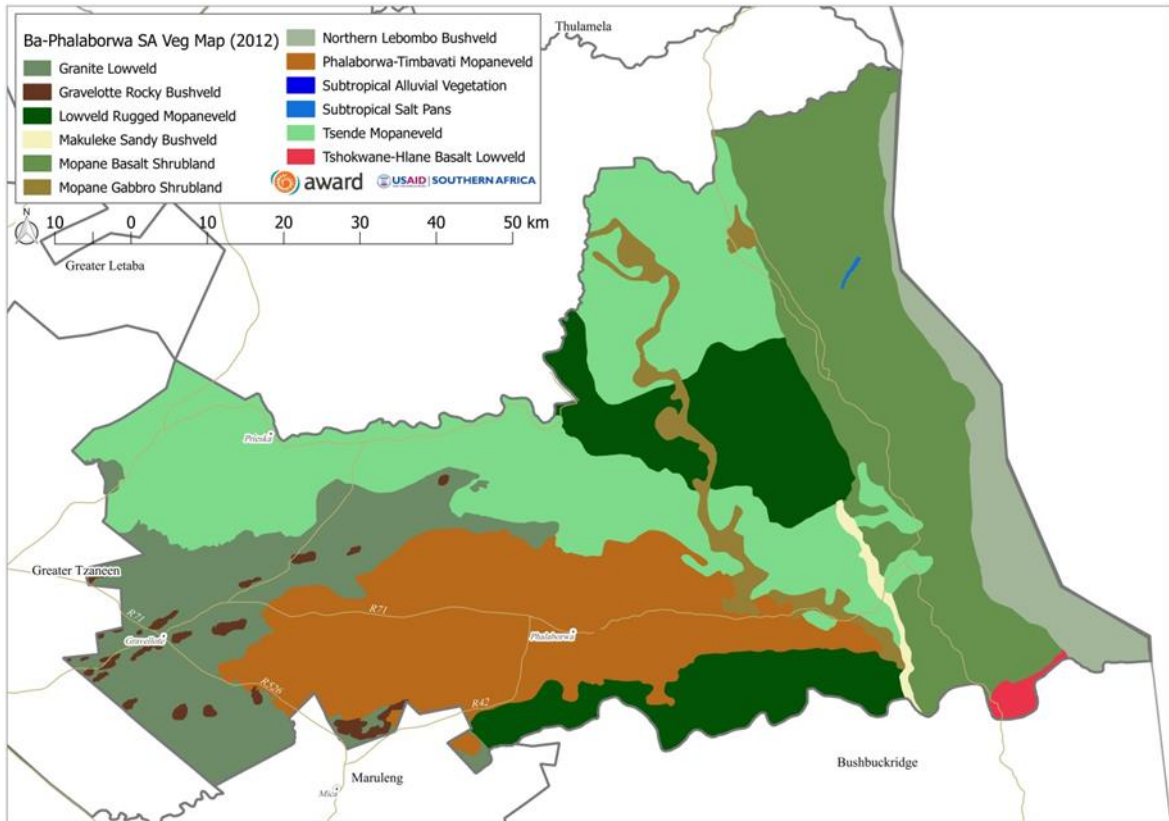 Ba-Phalaborwa SA Veg Map (2012)
Granite Lowveld
Gravelotte Rocky Bushveld
Lowveld Rugged Mopaneveld
Makuleke Sandy Bushveld
Mopane Basalt Shrubland
Mopane Gabbro Shrubland
Northern Lebombo Bushveld
Phalaborwa-Timbavati Mopaneveld
Subtropical Alluvial Vegetation
Subtropical Salt Pans
Tsende Mopaneveld
Tshokwane-Hlane Basalt Lowveld
award
USAID | SOUTHERN AFRICA
N
10 0 10 20 30 40 50 km
Thulamela
Greater Letaba
Prieska
Greater Tzaneen
R71
Gravellote
R71
Phalaborwa
R526
R42
Maruleng
Mica
Bushbuckridge